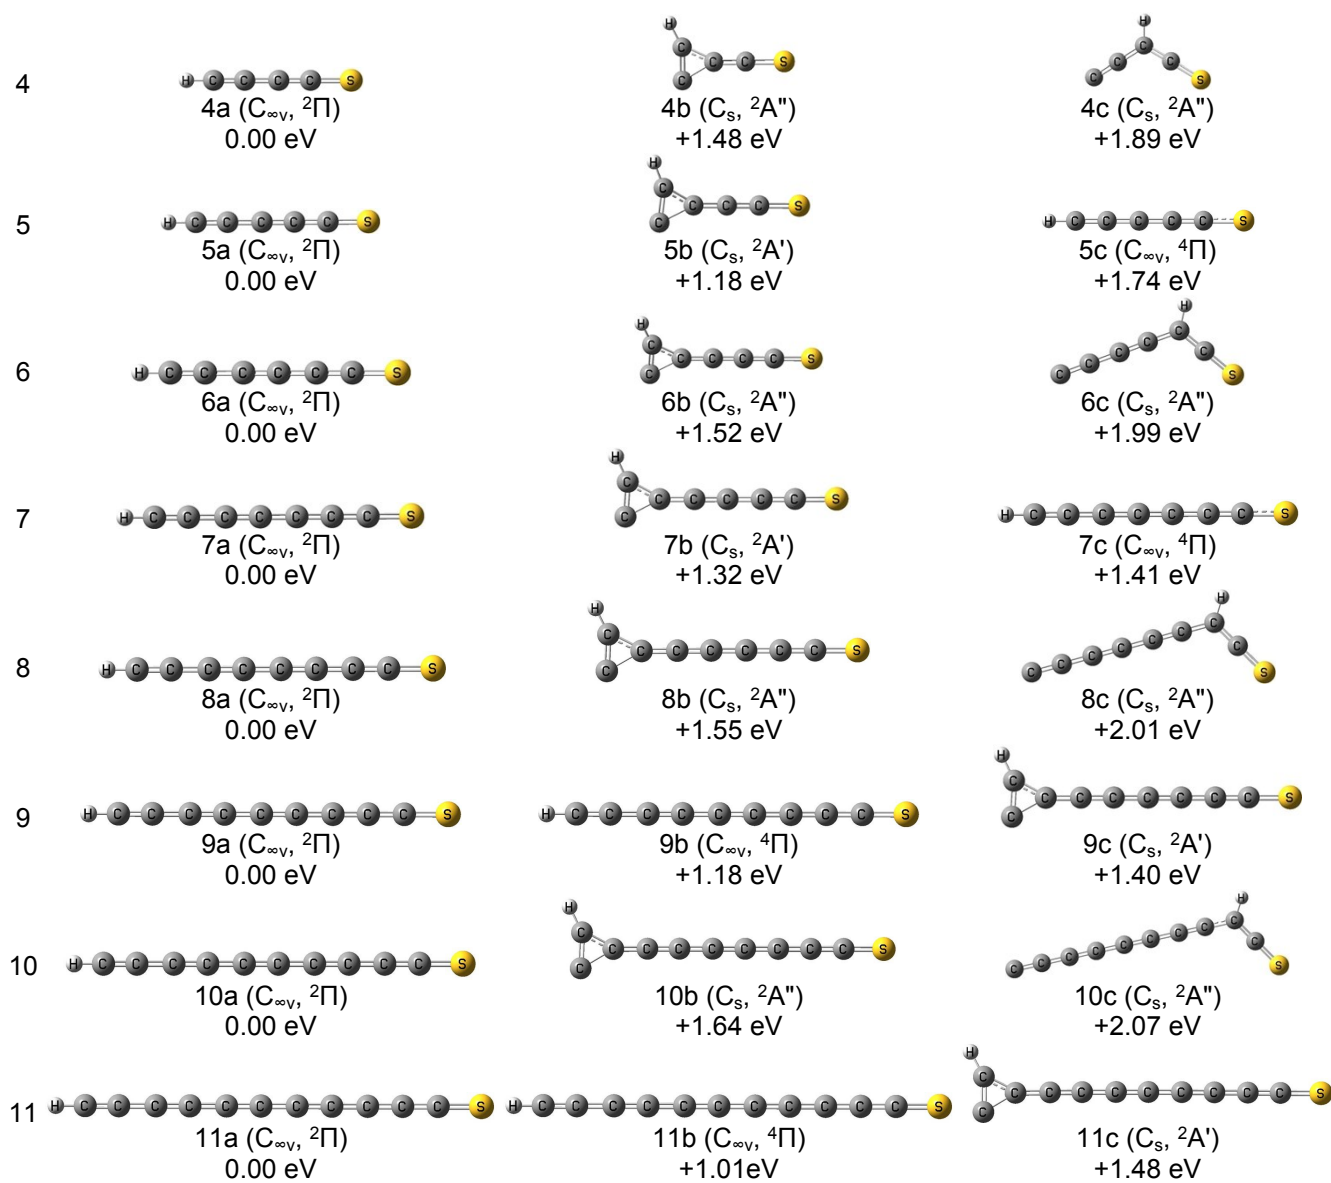 4
H C C C C S
4a (C∞v, ²Π)
0.00 eV
H C C C C S
4b (Cs, ²A")
+1.48 eV
H C C C C S
4c (Cs, ²A")
+1.89 eV
5
H C C C C C S
5a (C∞v, ²Π)
0.00 eV
H C C C C C S
5b (Cs, ²A')
+1.18 eV
H C C C C C S
5c (C∞v, ⁴Π)
+1.74 eV
6
H C C C C C C S
6a (C∞v, ²Π)
0.00 eV
H C C C C C C S
6b (Cs, ²A")
+1.52 eV
H C C C C C C S
6c (Cs, ²A")
+1.99 eV
7
H C C C C C C C S
7a (C∞v, ²Π)
0.00 eV
H C C C C C C C S
7b (Cs, ²A')
+1.32 eV
H C C C C C C C S
7c (C∞v, ⁴Π)
+1.41 eV
8
H C C C C C C C C S
8a (C∞v, ²Π)
0.00 eV
H C C C C C C C C S
8b (Cs, ²A")
+1.55 eV
H C C C C C C C C S
8c (Cs, ²A")
+2.01 eV
9
H C C C C C C C C C S
9a (C∞v, ²Π)
0.00 eV
H C C C C C C C C C S
9b (C∞v, ⁴Π)
+1.18 eV
H C C C C C C C C C S
9c (Cs, ²A')
+1.40 eV
10
H C C C C C C C C C C S
10a (C∞v, ²Π)
0.00 eV
H C C C C C C C C C C S
10b (Cs, ²A")
+1.64 eV
H C C C C C C C C C C S
10c (Cs, ²A")
+2.07 eV
11
H C C C C C C C C C C C S
11a (C∞v, ²Π)
0.00 eV
H C C C C C C C C C C C S
11b (C∞v, ⁴Π)
+1.01eV
H C C C C C C C C C C C S
11c (Cs, ²A')
+1.48 eV